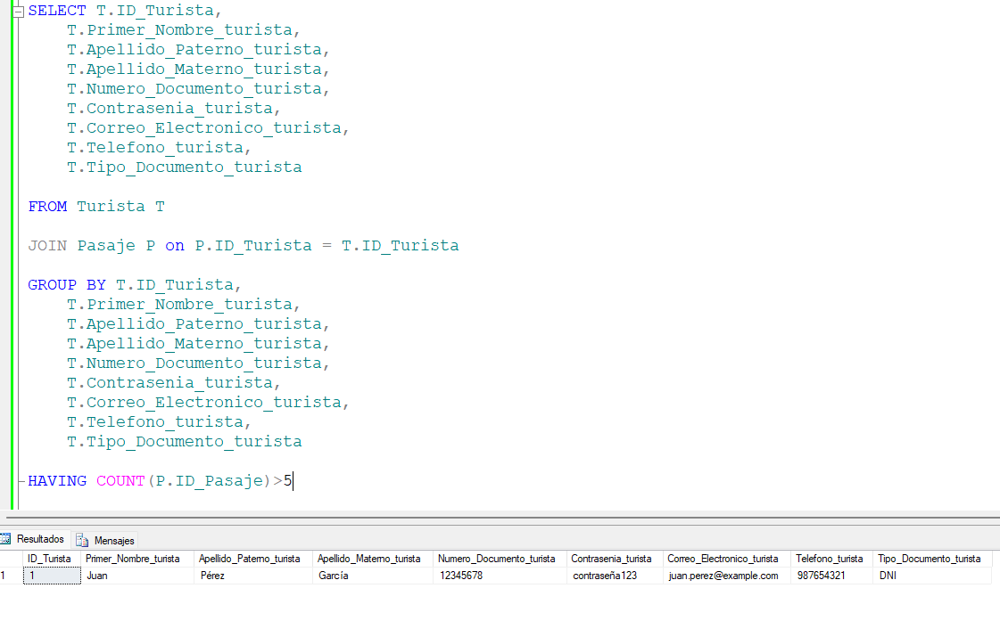 SELECT T.ID_Turista,
T.Primer_Nombre_turista,
T.Apellido_Paterno_turista,
T.Apellido_Materno_turista,
T.Numero_Documento_turista,
T.Contrasenia_turista,
T.Correo_Electronico_turista,
T.Telefono_turista,
T.Tipo_Documento_turista
FROM Turista T
JOIN Pasaje P on P.ID_Turista = T.ID_Turista
GROUP BY T.ID_Turista,
T.Primer_Nombre_turista,
T.Apellido_Paterno_turista,
T.Apellido_Materno_turista,
T.Numero_Documento_turista,
T.Contrasenia_turista,
T.Correo_Electronico_turista,
T.Telefono_turista,
T.Tipo_Documento_turista
HAVING COUNT(P.ID_Pasaje)>5
Resultados Mensajes
ID_Turista Primer_Nombre_turista Apellido_Paterno_turista Apellido_Materno_turista Numero_Documento_turista Contrasenia_turista Correo_Electronico_turista Telefono_turista Tipo_Documento_turista
1 1 Juan Pérez García 12345678 contraseña123 juan.perez@example.com 987654321 DNI